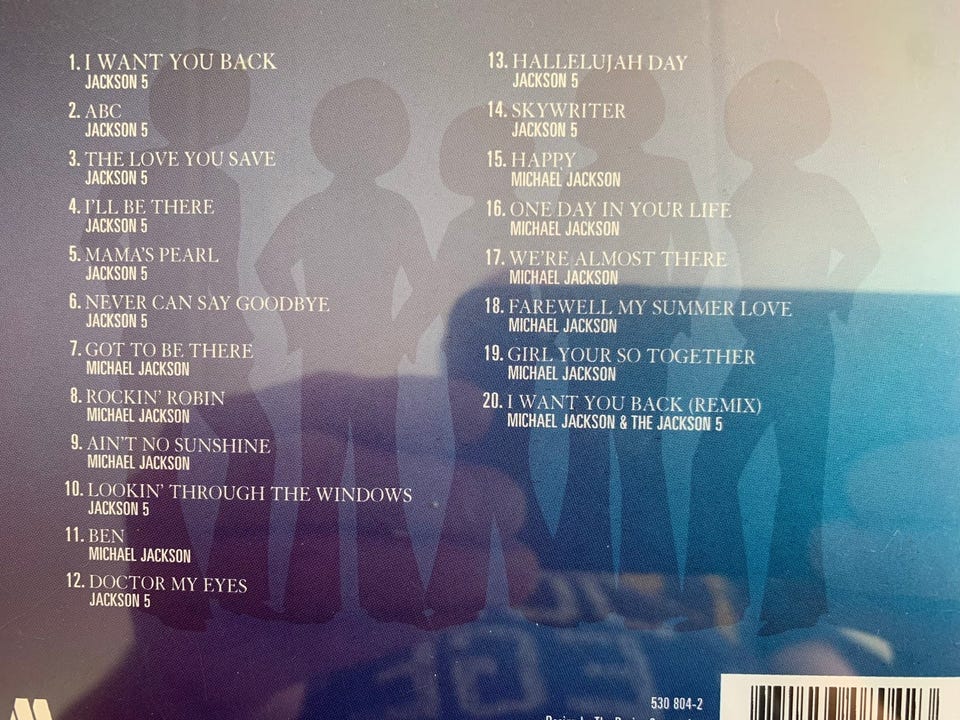 1. I WANT YOU BACK
JACKSON 5
2. ABC
JACKSON 5
3. THE LOVE YOU SAVE
JACKSON 5
4. I'LL BE THERE
JACKSON 5
5. MAMA'S PEARL
JACKSON 5
6. NEVER CAN SAY GOODBYE
JACKSON 5
7. GOT TO BE THERE
MICHAEL JACKSON
8. ROCKIN' ROBIN
MICHAEL JACKSON
9. AIN'T NO SUNSHINE
MICHAEL JACKSON
10. LOOKIN' THROUGH THE WINDOWS
JACKSON 5
11. BEN
MICHAEL JACKSON
12. DOCTOR MY EYES
JACKSON 5
13. HALLELUJAH DAY
JACKSON 5
14. SKYWRITER
JACKSON 5
15. HAPPY
MICHAEL JACKSON
16. ONE DAY IN YOUR LIFE
MICHAEL JACKSON
17. WE'RE ALMOST THERE
MICHAEL JACKSON
18. FAREWELL MY SUMMER LOVE
MICHAEL JACKSON
19. GIRL YOUR SO TOGETHER
MICHAEL JACKSON
20. I WANT YOU BACK (REMIX)
MICHAEL JACKSON & THE JACKSON 5
530 804-2